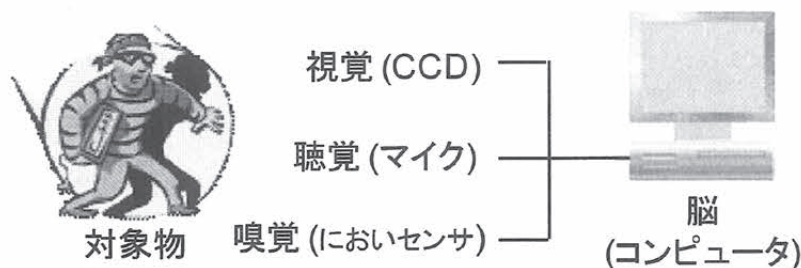 視覚 (CCD)
聴覚 (マイク)
嗅覚 (においセンサ)
対象物
脳
(コンピュータ)